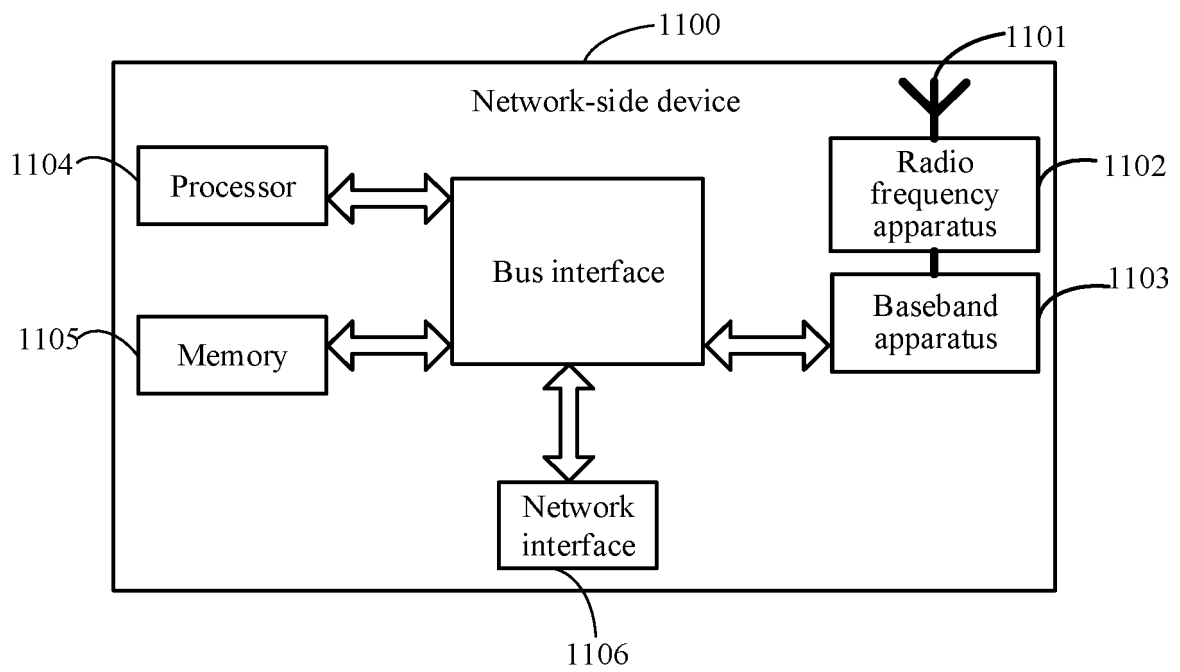 1100
1101
Network-side device
1104
Processor
Radio
frequency
apparatus
1102
Bus interface
1103
Baseband
apparatus
1105
Memory
Network
interface
1106